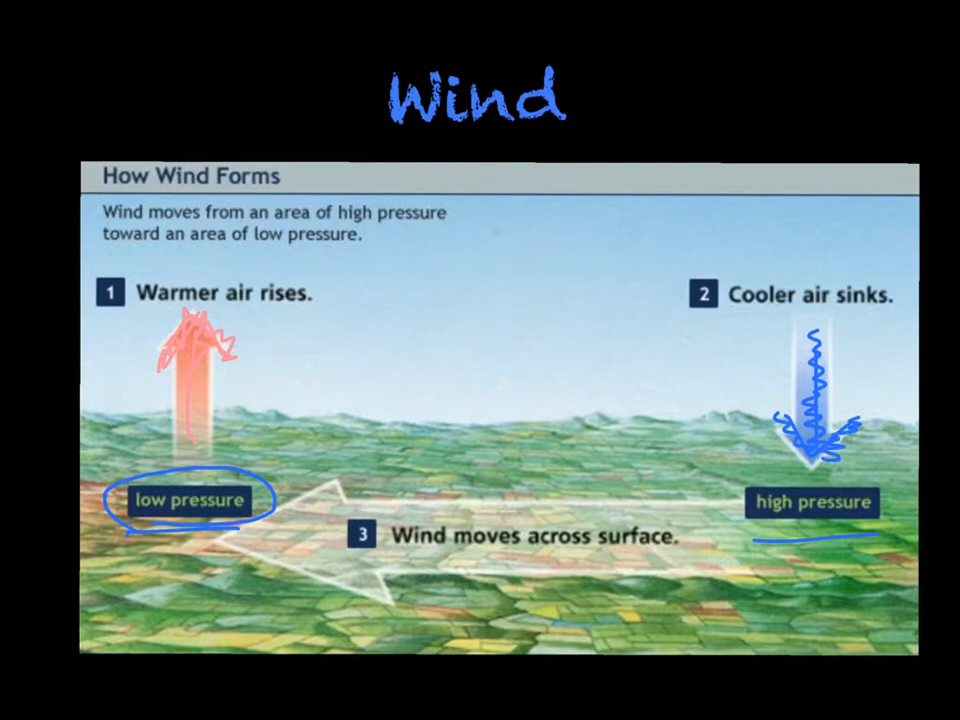 Wind
How Wind Forms
Wind moves from an area of high pressure
toward an area of low pressure.
1 Warmer air rises.
2 Cooler air sinks.
low pressure
high pressure
3 Wind moves across surface.